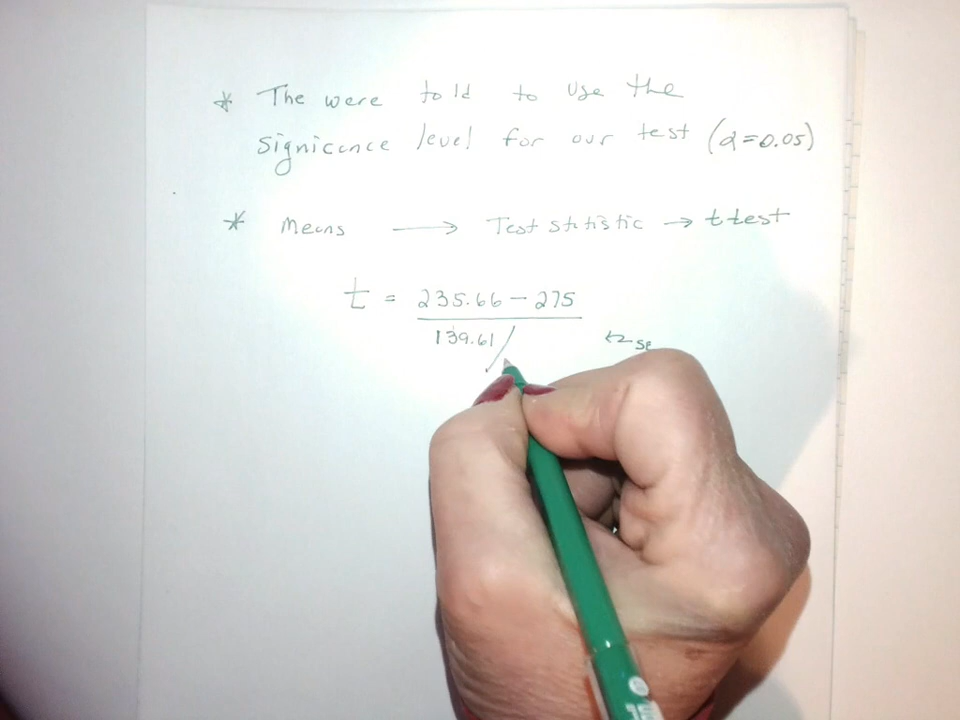 * The were told to use the
signicence level for our test (α=0.05)
* Means → Test statistic → t test
t = 235.66 - 275
139.61/
← se